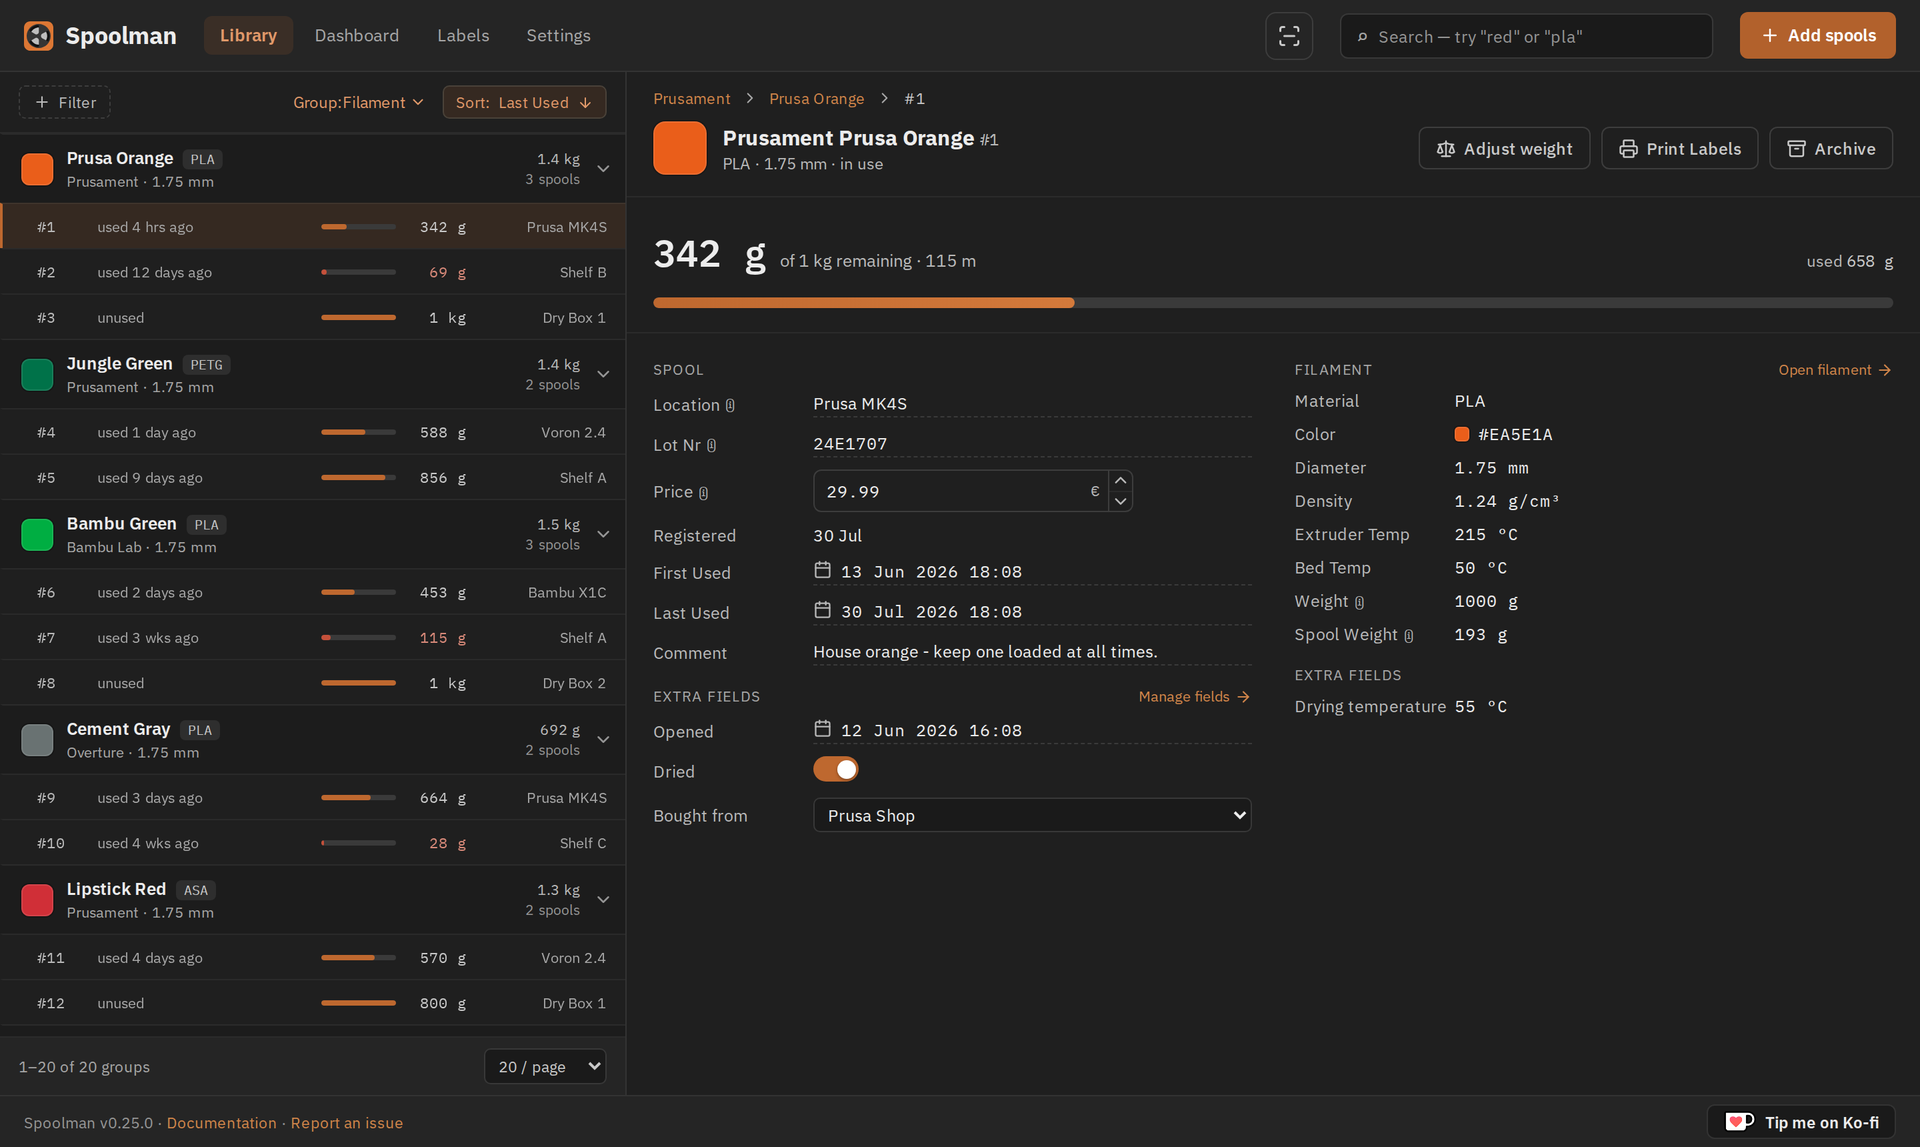 Spoolman
Library
Dashboard
Labels
Settings
Search — try "red" or "pla"
+ Add spools
+ Filter
Group:Filament
Sort: Last Used ↓
Prusa Orange PLA
Prusament · 1.75 mm
1.4 kg
3 spools
#1 used 4 hrs ago 342 g Prusa MK4S
#2 used 12 days ago 69 g Shelf B
#3 unused 1 kg Dry Box 1
Jungle Green PETG
Prusament · 1.75 mm
1.4 kg
2 spools
#4 used 1 day ago 588 g Voron 2.4
#5 used 9 days ago 856 g Shelf A
Bambu Green PLA
Bambu Lab · 1.75 mm
1.5 kg
3 spools
#6 used 2 days ago 453 g Bambu X1C
#7 used 3 wks ago 115 g Shelf A
#8 unused 1 kg Dry Box 2
Cement Gray PLA
Overture · 1.75 mm
692 g
2 spools
#9 used 3 days ago 664 g Prusa MK4S
#10 used 4 wks ago 28 g Shelf C
Lipstick Red ASA
Prusament · 1.75 mm
1.3 kg
2 spools
#11 used 4 days ago 570 g Voron 2.4
#12 unused 800 g Dry Box 1
1–20 of 20 groups
20 / page
Prusament > Prusa Orange > #1
Prusament Prusa Orange #1
PLA · 1.75 mm · in use
Adjust weight
Print Labels
Archive
342 g of 1 kg remaining · 115 m
used 658 g
SPOOL
Location Prusa MK4S
Lot Nr 24E1707
Price 29.99 €
Registered 30 Jul
First Used 13 Jun 2026 18:08
Last Used 30 Jul 2026 18:08
Comment House orange - keep one loaded at all times.
EXTRA FIELDS Manage fields →
Opened 12 Jun 2026 16:08
Dried
Bought from Prusa Shop
FILAMENT Open filament →
Material PLA
Color #EA5E1A
Diameter 1.75 mm
Density 1.24 g/cm³
Extruder Temp 215 °C
Bed Temp 50 °C
Weight 1000 g
Spool Weight 193 g
EXTRA FIELDS
Drying temperature 55 °C
Spoolman v0.25.0 · Documentation · Report an issue
Tip me on Ko-fi